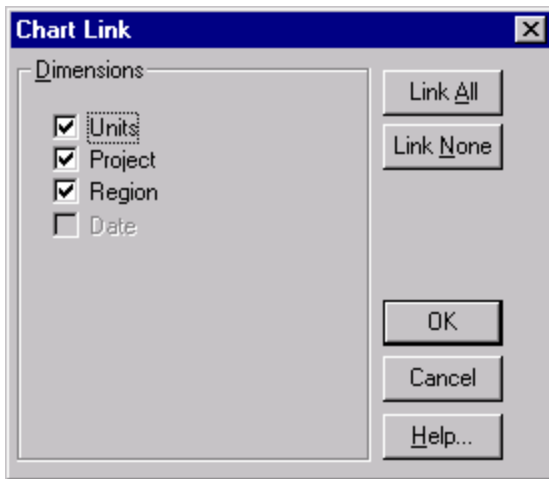 Chart Link
Dimensions
Units
Project
Region
Date
Link All
Link None
OK
Cancel
Help...